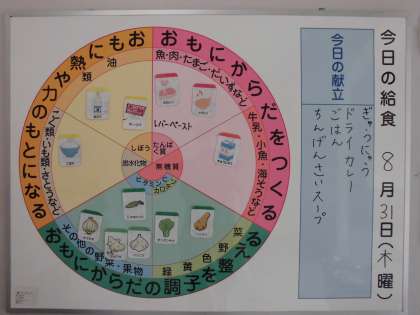 今日の給食 8月31日(木曜)
今日の献立
ぎゅうにゅう
ドライカレー
ごはん
ちんげんさいスープ
おもにからだをつくる
魚・肉・たまご・だいずなど
牛乳・小魚・海そうなど
おもにからだの調子を整える
緑黄色野菜
その他の野菜・果物
おもに熱や力のもとになる
油類
こく類・いも類・さとうなど
レバーペースト
しぼう
たんぱく質
炭水化物
無機質
ビタミンC
カロテン